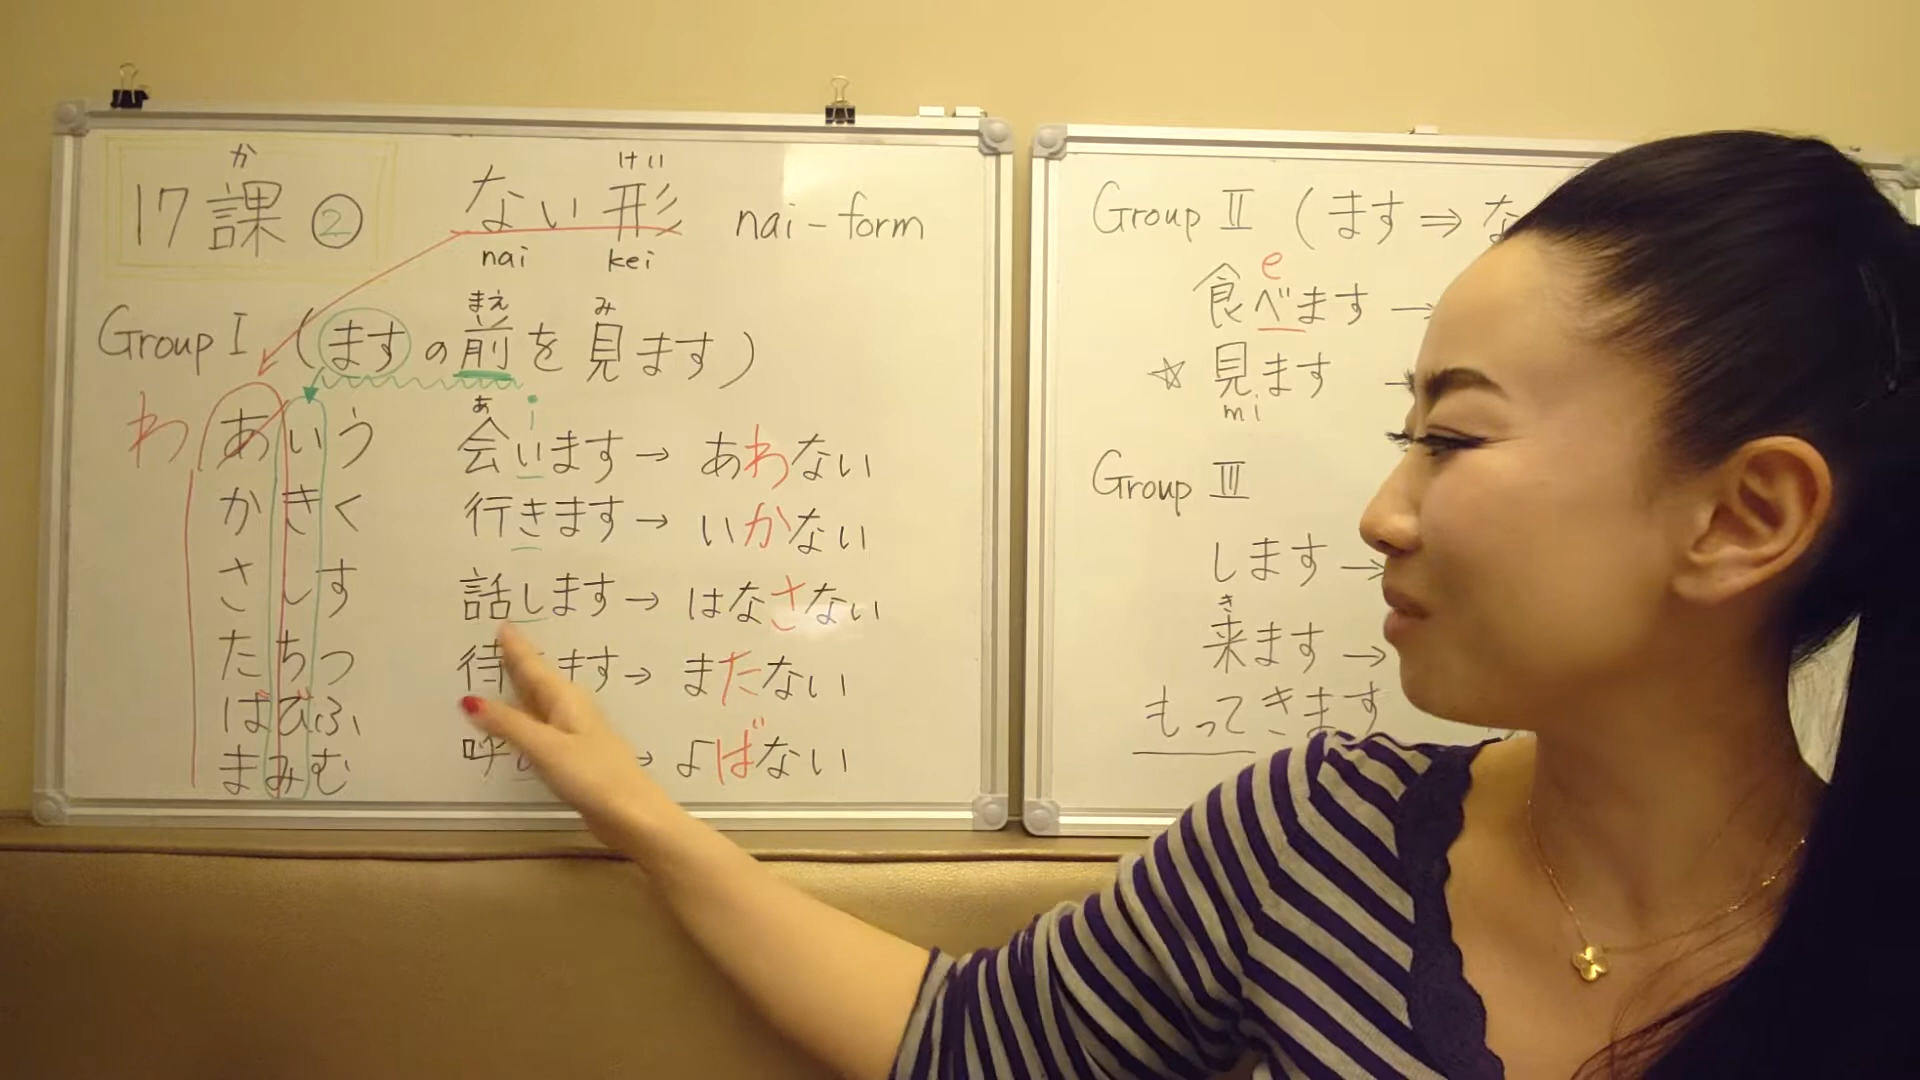 か
17課② ない形 nai-form
けい
nai kei
まえ み
Group I (ますの前を見ます)
あ i
わ あいう 会います→あわない
かきく 行きます→いかない
さしす 話します→はなさない
たちつ 待 ます→またない
ばびぶ 呼 →よばない
まみむ
Group II (ます⇒な
e
食べます→
☆見ます
mi
Group III
します→
き
来ます→
もってきます